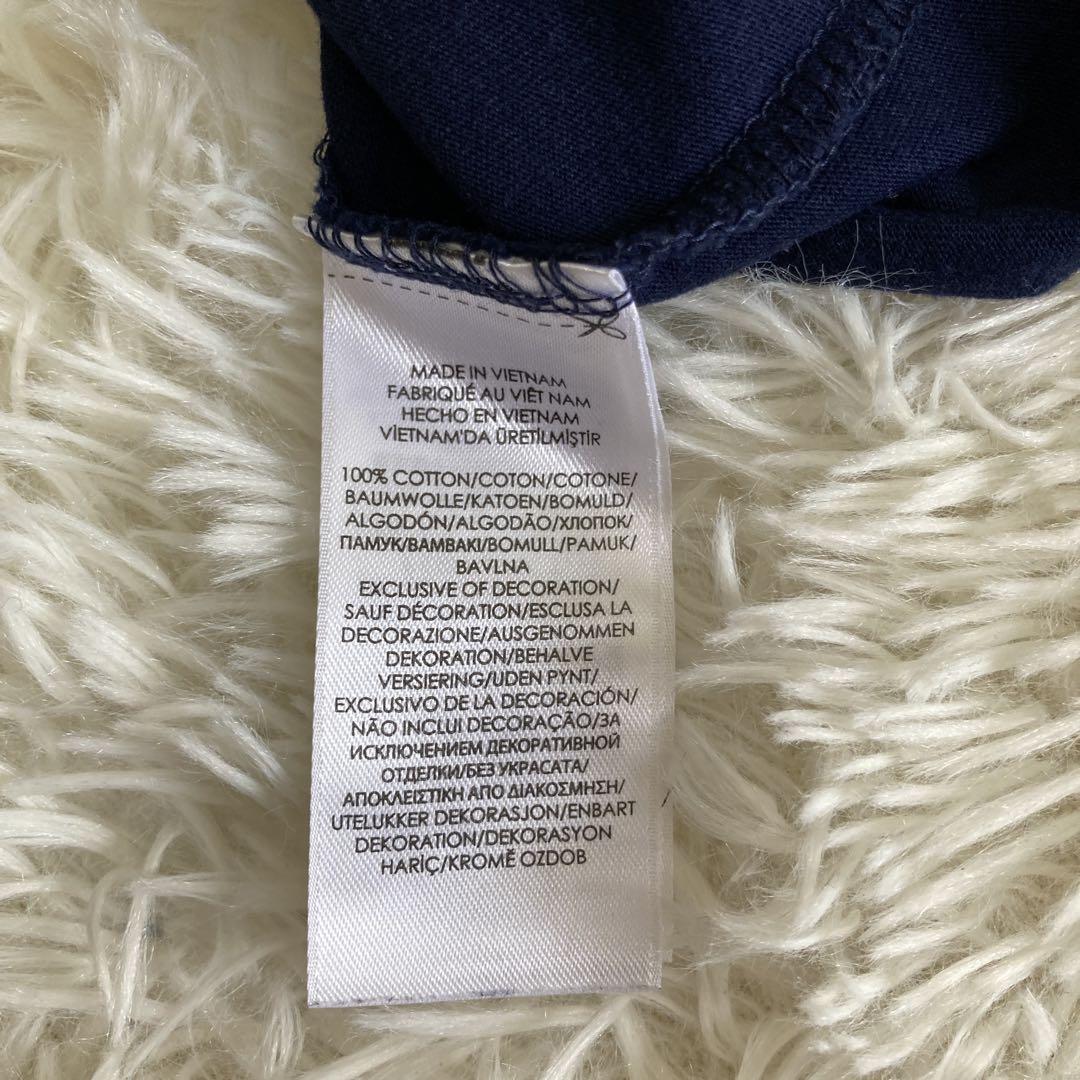 MADE IN VIETNAM
FABRIQUÉ AU VIÊT NAM
HECHO EN VIETNAM
VİETNAM'DA ÜRETİLMİŞTİR
100% COTTON/COTON/COTONE/
BAUMWOLLE/KATOEN/BOMULD/
ALGODÓN/ALGODÃO/ХЛОПОК/
ПАМУК/ΒΑΜΒΑΚΙ/BOMULL/PAMUK/
BAVLNA
EXCLUSIVE OF DECORATION/
SAUF DÉCORATION/ESCLUSA LA
DECORAZIONE/AUSGENOMMEN
DEKORATION/BEHALVE
VERSIERING/UDEN PYNT/
EXCLUSIVO DE LA DECORACIÓN/
NÃO INCLUI DECORAÇÃO/ЗА
ИСКЛЮЧЕНИЕМ ДЕКОРАТИВНОЙ
ОТДЕЛКИ/БЕЗ УКРАСАТА/
ΑΠΟΚΛΕΙΣΤΙΚΗ ΑΠΟ ΔΙΑΚΟΣΜΗΣΗ/
UTELUKKER DEKORASJON/ENBART
DEKORATION/DEKORASYON
HARİÇ/KROMĚ OZDOB